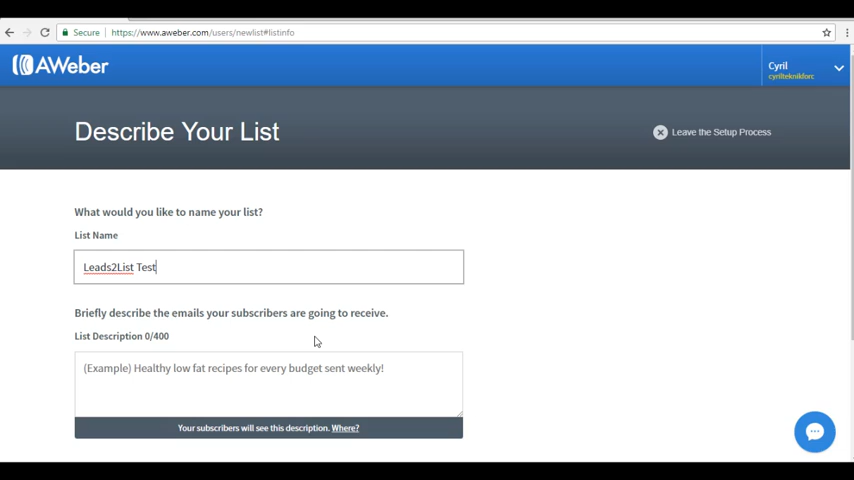 Secure
https://www.aweber.com/users/newlist#listinfo
AWeber
Cyril
cyrilteknikforc
Describe Your List
Leave the Setup Process
What would you like to name your list?
List Name
Leads2List Test
Briefly describe the emails your subscribers are going to receive.
List Description 0/400
(Example) Healthy low fat recipes for every budget sent weekly!
Your subscribers will see this description. Where?